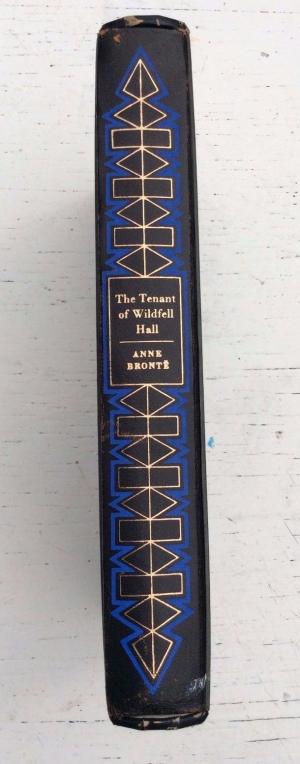 The Tenant
of Wildfell
Hall
ANNE
BRONTË